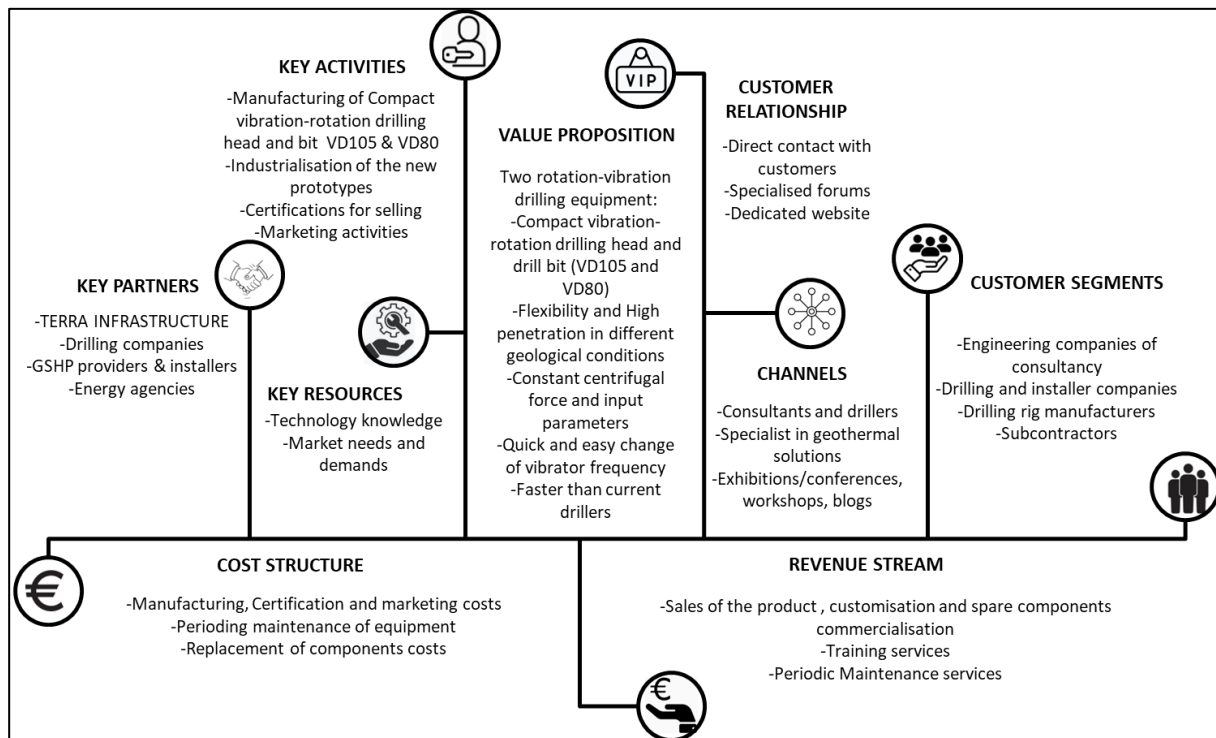 KEY ACTIVITIES
-Manufacturing of Compact
vibration-rotation drilling
head and bit VD105 & VD80
-Industrialisation of the new
prototypes
-Certifications for selling
-Marketing activities
KEY PARTNERS
-TERRA INFRASTRUCTURE
-Drilling companies
-GSHP providers & installers
-Energy agencies
KEY RESOURCES
-Technology knowledge
-Market needs and
demands
VALUE PROPOSITION
Two rotation-vibration
drilling equipment:
-Compact vibration-
rotation drilling head and
drill bit (VD105 and
VD80)
-Flexibility and High
penetration in different
geological conditions
-Constant centrifugal
force and input
parameters
-Quick and easy change
of vibrator frequency
-Faster than current
drillers
VIP
CUSTOMER
RELATIONSHIP
-Direct contact with
customers
-Specialised forums
-Dedicated website
CHANNELS
-Consultants and drillers
-Specialist in geothermal
solutions
-Exhibitions/conferences,
workshops, blogs
CUSTOMER SEGMENTS
-Engineering companies of
consultancy
-Drilling and installer companies
-Drilling rig manufacturers
-Subcontractors
€
COST STRUCTURE
-Manufacturing, Certification and marketing costs
-Perioding maintenance of equipment
-Replacement of components costs
REVENUE STREAM
-Sales of the product , customisation and spare components
commercialisation
-Training services
-Periodic Maintenance services
€